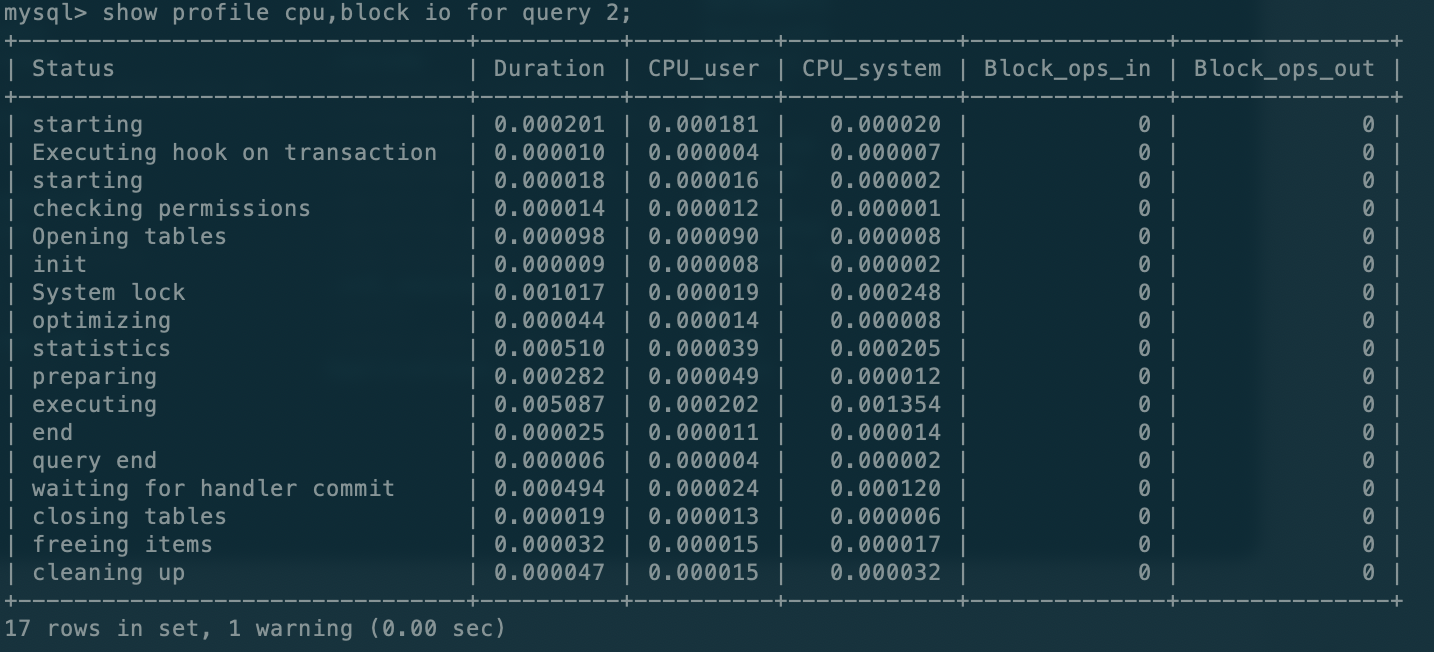 mysql> show profile cpu,block io for query 2;
+--------------------------------+----------+----------+------------+--------------+---------------+
| Status                         | Duration | CPU_user | CPU_system | Block_ops_in | Block_ops_out |
+--------------------------------+----------+----------+------------+--------------+---------------+
| starting                       | 0.000201 | 0.000181 |   0.000020 |            0 |             0 |
| Executing hook on transaction  | 0.000010 | 0.000004 |   0.000007 |            0 |             0 |
| starting                       | 0.000018 | 0.000016 |   0.000002 |            0 |             0 |
| checking permissions           | 0.000014 | 0.000012 |   0.000001 |            0 |             0 |
| Opening tables                 | 0.000098 | 0.000090 |   0.000008 |            0 |             0 |
| init                           | 0.000009 | 0.000008 |   0.000002 |            0 |             0 |
| System lock                    | 0.001017 | 0.000019 |   0.000248 |            0 |             0 |
| optimizing                     | 0.000044 | 0.000014 |   0.000008 |            0 |             0 |
| statistics                     | 0.000510 | 0.000039 |   0.000205 |            0 |             0 |
| preparing                      | 0.000282 | 0.000049 |   0.000012 |            0 |             0 |
| executing                      | 0.005087 | 0.000202 |   0.001354 |            0 |             0 |
| end                            | 0.000025 | 0.000011 |   0.000014 |            0 |             0 |
| query end                      | 0.000006 | 0.000004 |   0.000002 |            0 |             0 |
| waiting for handler commit     | 0.000494 | 0.000024 |   0.000120 |            0 |             0 |
| closing tables                 | 0.000019 | 0.000013 |   0.000006 |            0 |             0 |
| freeing items                  | 0.000032 | 0.000015 |   0.000017 |            0 |             0 |
| cleaning up                    | 0.000047 | 0.000015 |   0.000032 |            0 |             0 |
+--------------------------------+----------+----------+------------+--------------+---------------+
17 rows in set, 1 warning (0.00 sec)